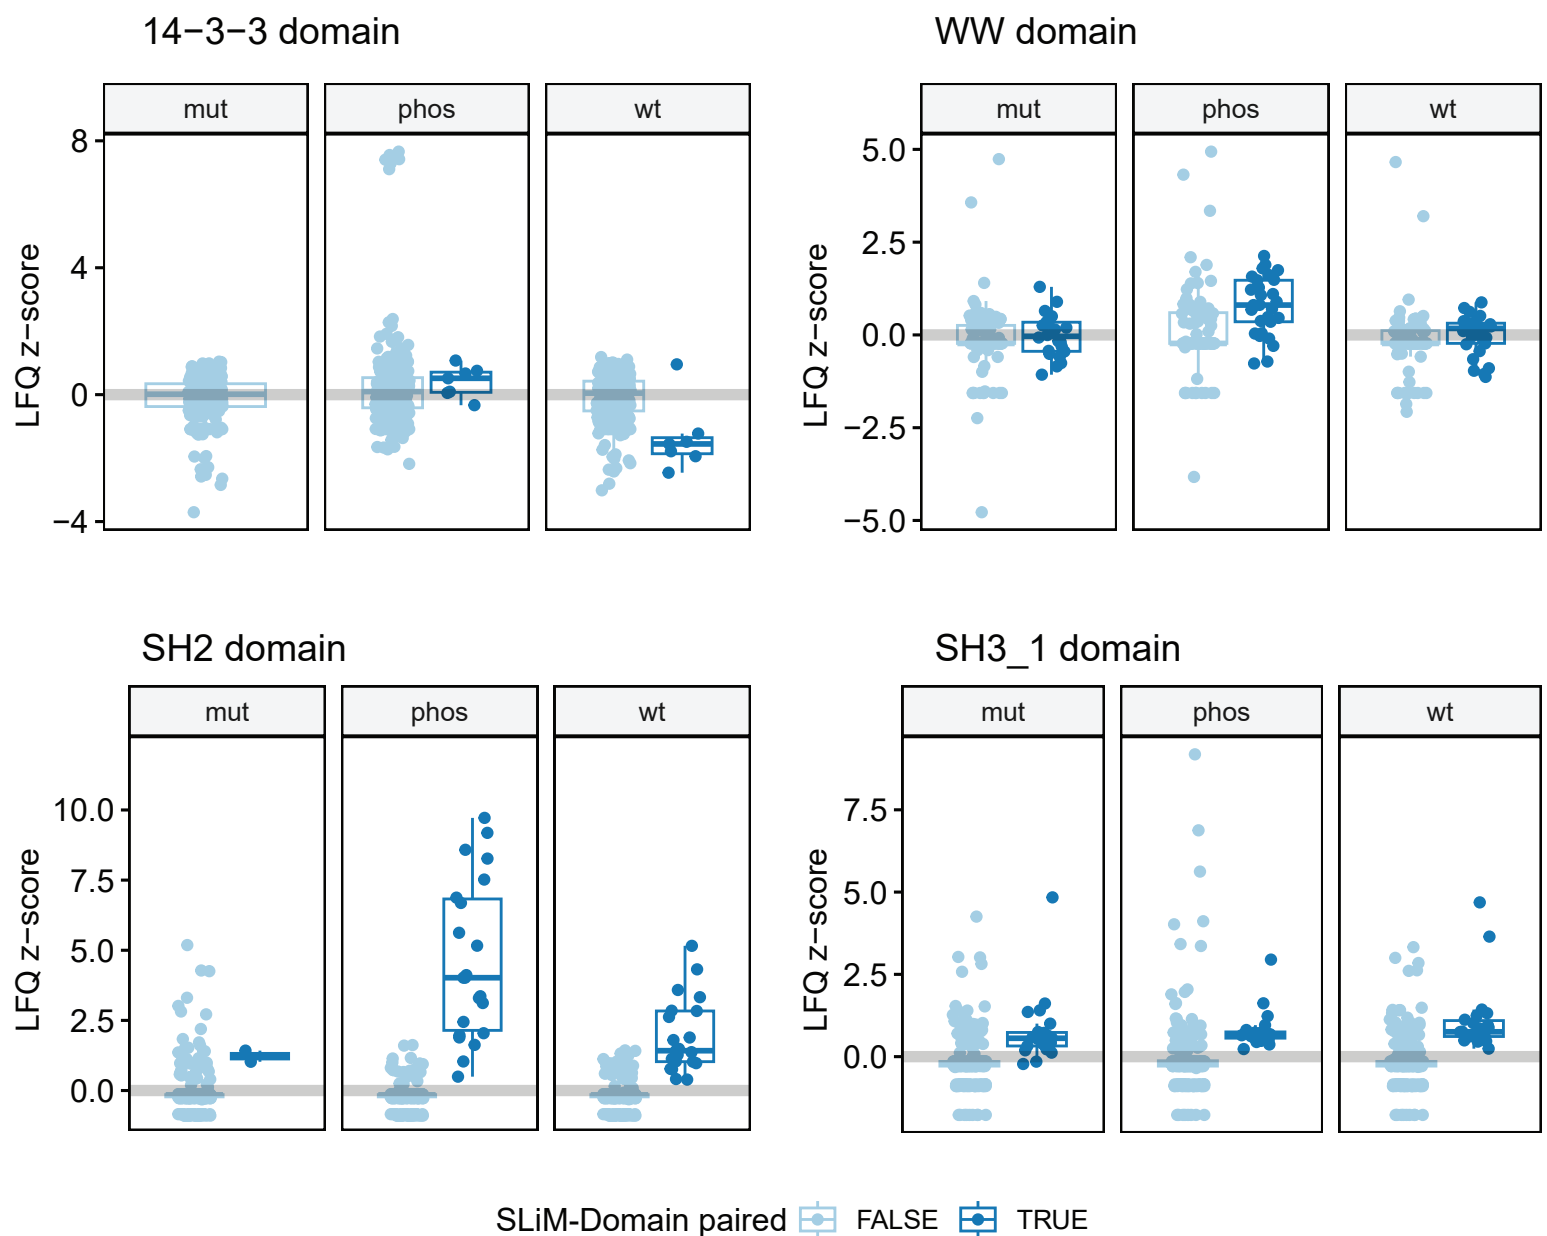 14−3−3 domain
mut phos wt
LFQ z−score
8
4
0
−4
WW domain
mut phos wt
LFQ z−score
5.0
2.5
0.0
−2.5
−5.0
SH2 domain
mut phos wt
LFQ z−score
10.0
7.5
5.0
2.5
0.0
SH3_1 domain
mut phos wt
LFQ z−score
7.5
5.0
2.5
0.0
SLiM-Domain paired FALSE TRUE